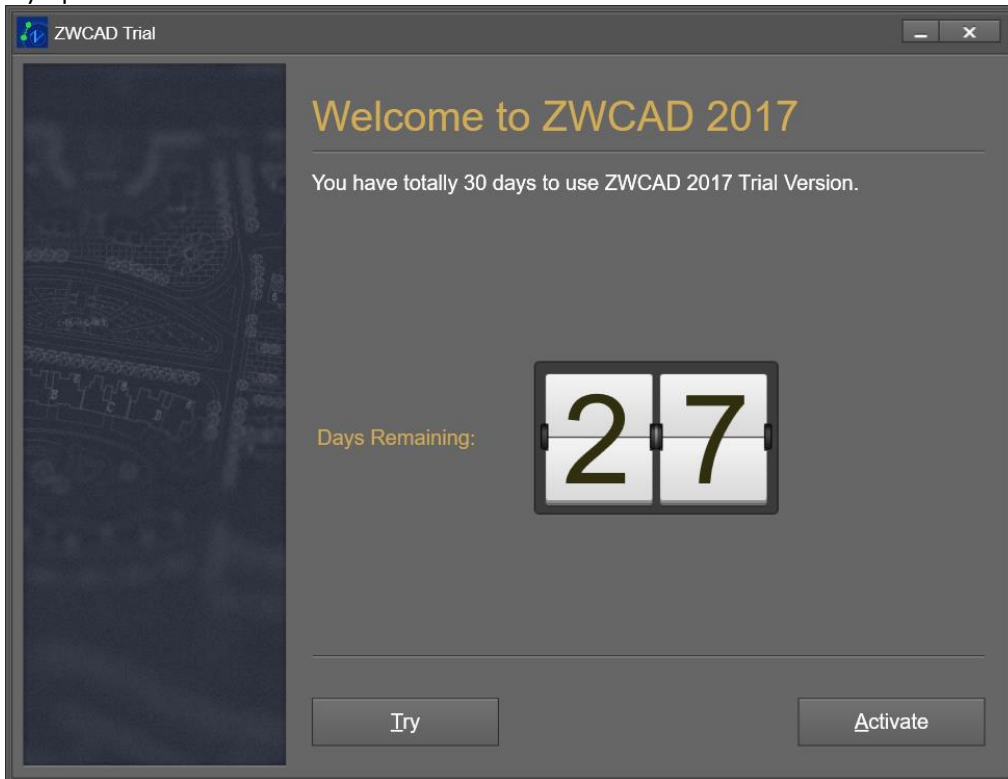 ZWCAD Trial
Welcome to ZWCAD 2017
You have totally 30 days to use ZWCAD 2017 Trial Version.
Days Remaining:
27
Try
Activate